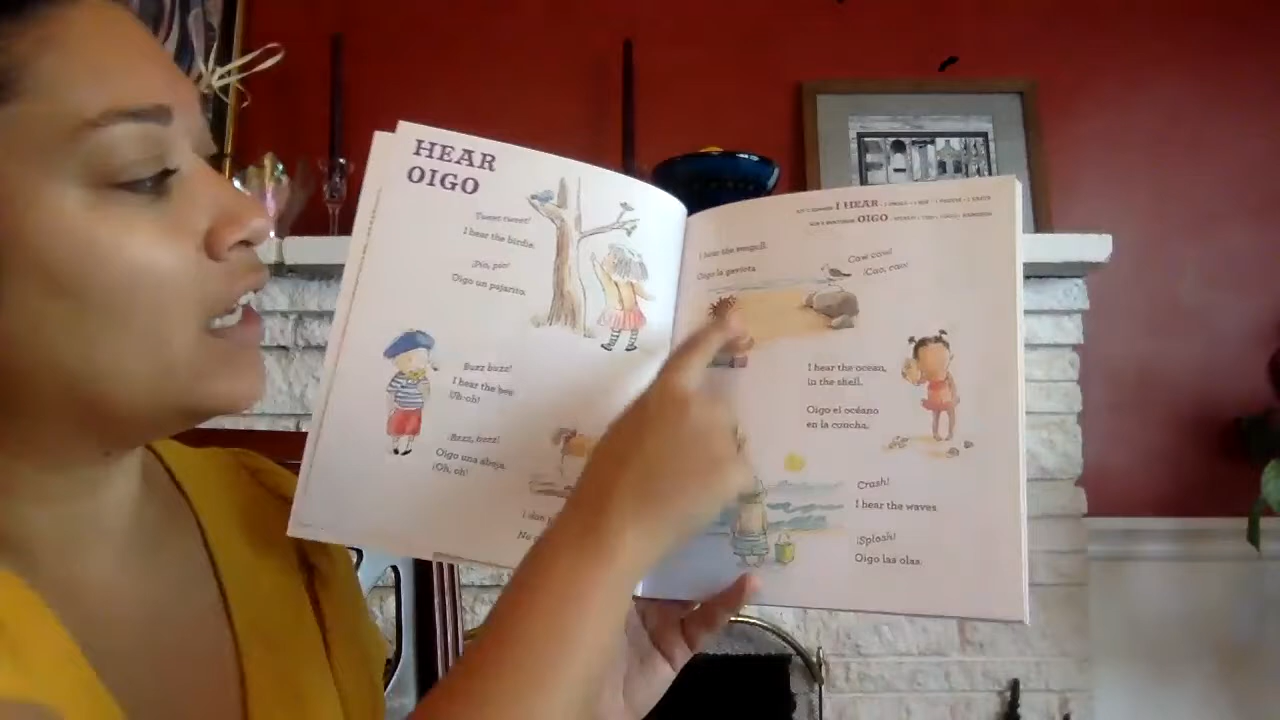 HEAR
OIGO
Tweet tweet!
I hear the birdie.
¡Pío, pío!
Oigo un pajarito.
Buzz buzz!
I hear the bee.
Uh-oh!
¡Bzzz, bzzz!
Oigo una abeja.
¡Oh, oh!
I don
No
I HEAR
OIGO
I hear the seagull.
Oigo la gaviota.
Caw caw!
¡Cao, cao!
I hear the ocean,
in the shell.
Oigo el océano
en la concha.
Crash!
I hear the waves.
¡Splash!
Oigo las olas.